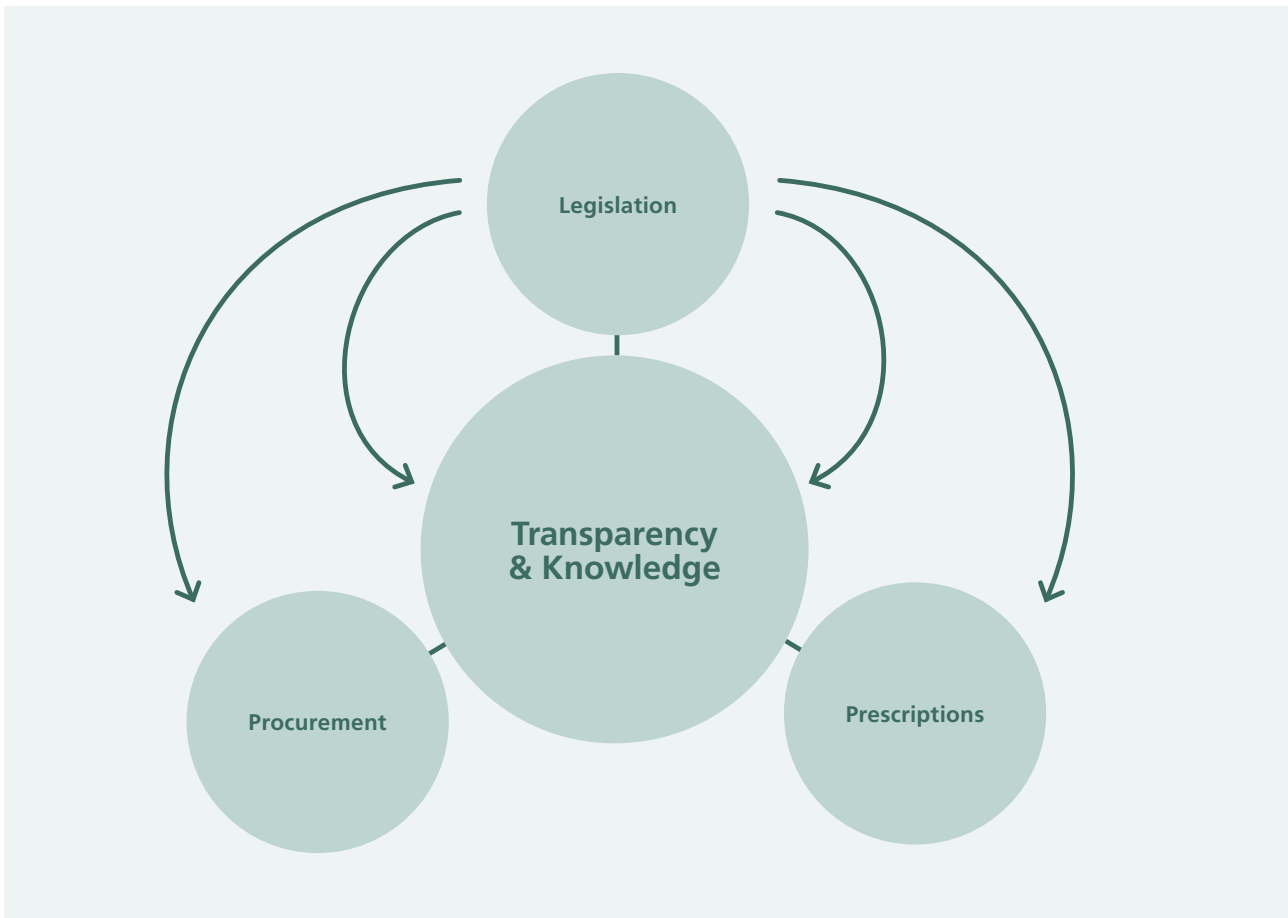 Legislation
Transparency
& Knowledge
Procurement
Prescriptions